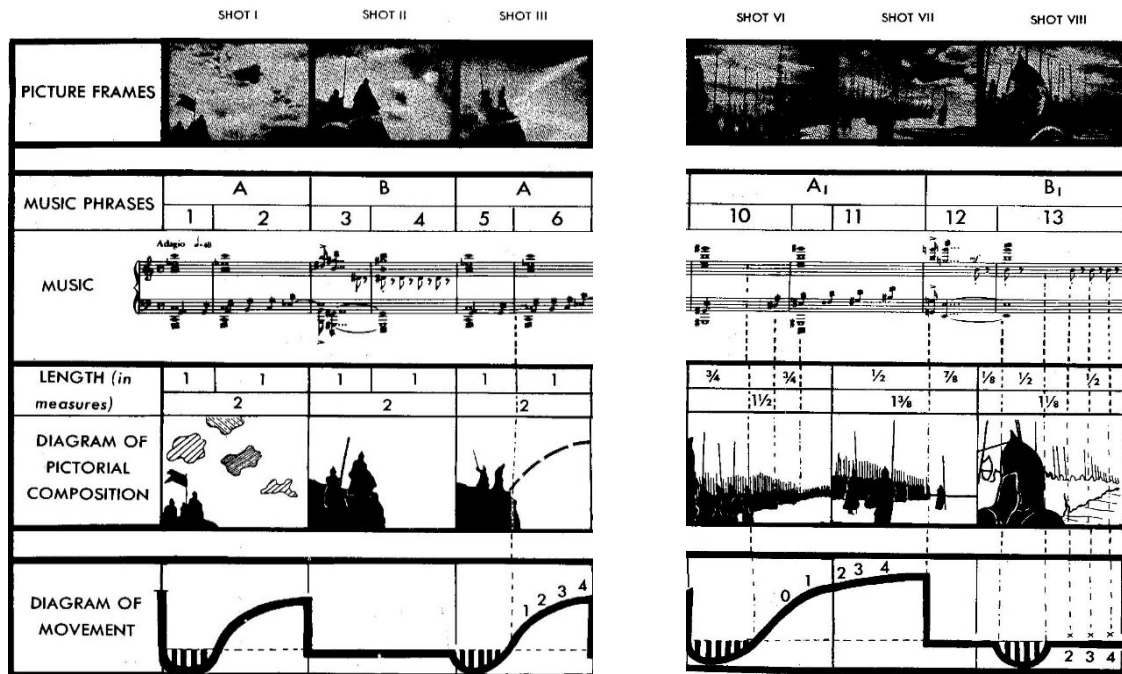 SHOT I SHOT II SHOT III SHOT VI SHOT VII SHOT VIII
PICTURE FRAMES
MUSIC PHRASES
A B A A₁ B₁
1 2 3 4 5 6 10 11 12 13
Adagio ♩=48
MUSIC
LENGTH (in
measures)
1 1 1 1 1 1 ¾ ¾ ½ ⅞ ⅛ ½ ½
2 2 2 1½ 1⅜ 1⅛
DIAGRAM OF
PICTORIAL
COMPOSITION
DIAGRAM OF
MOVEMENT
1 2 3 4 0 1 2 3 4 x x x
2 3 4